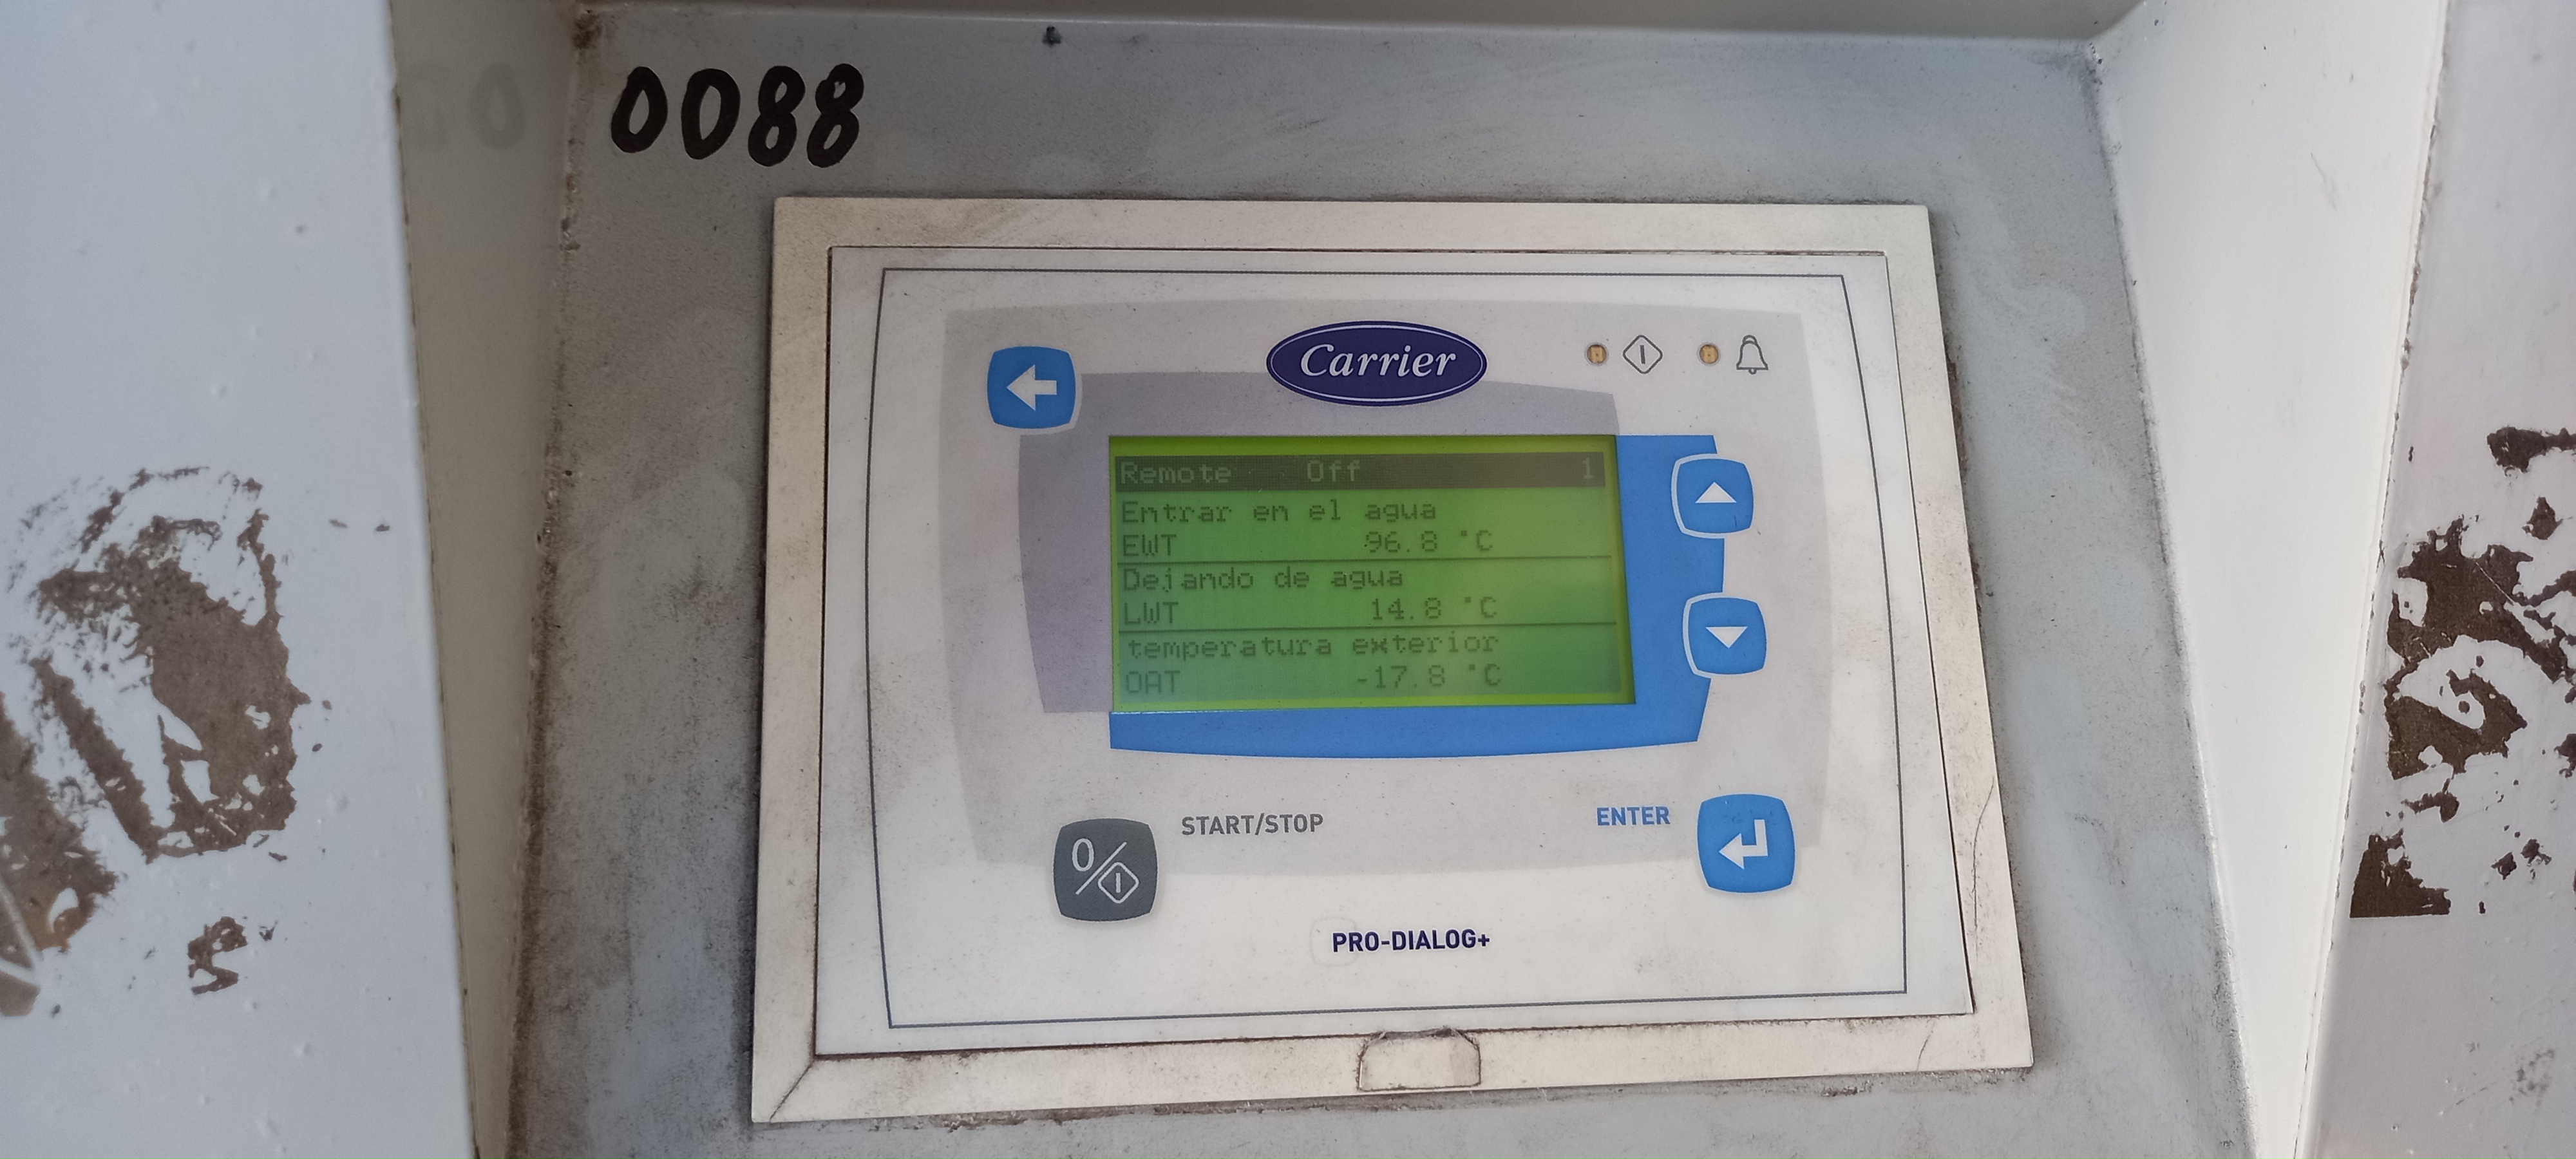 0088
Carrier
Remote Off 1
Entrar en el agua
EWT 96.8 °C
Dejando de agua
LWT 14.8 °C
temperatura exterior
OAT -17.8 °C
START/STOP
ENTER
PRO-DIALOG+